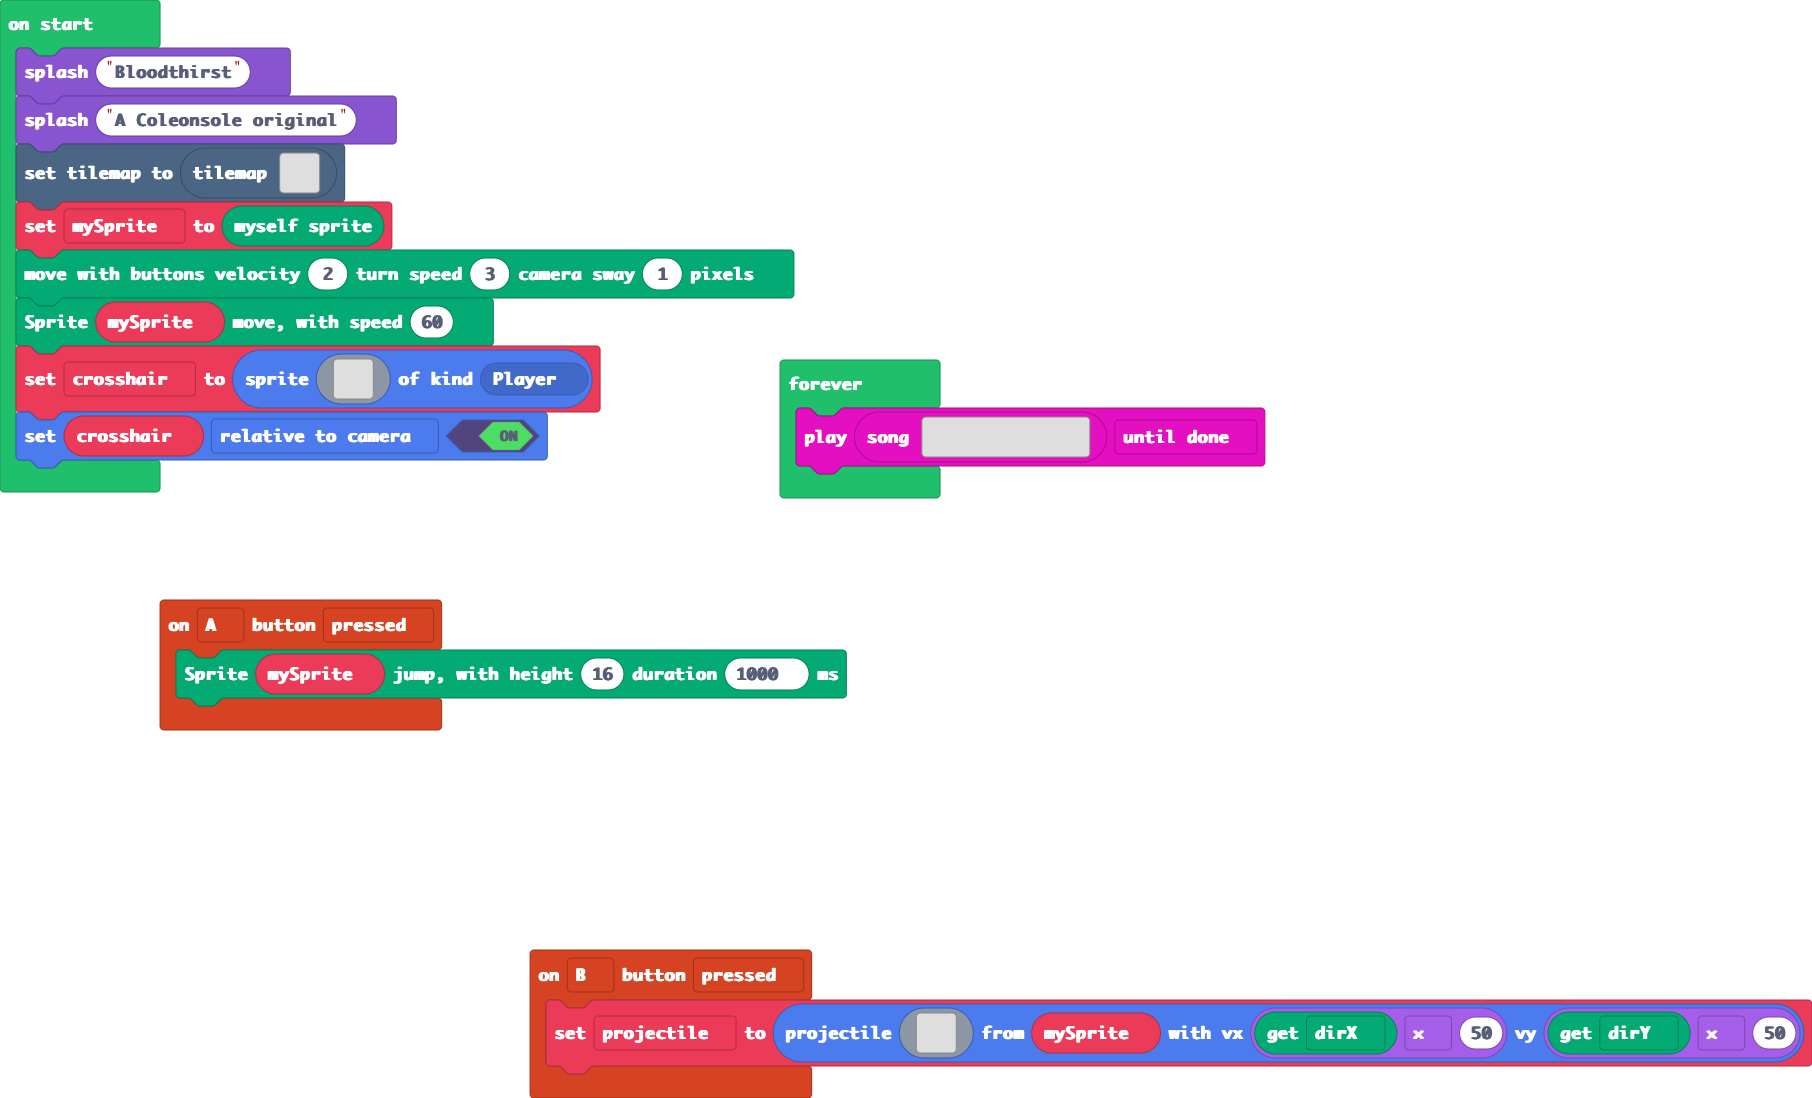 on start
splash "Bloodthirst"
splash "A Coleonsole original"
set tilemap to tilemap
set mySprite to myself sprite
move with buttons velocity 2 turn speed 3 camera sway 1 pixels
Sprite mySprite move, with speed 60
set crosshair to sprite of kind Player
set crosshair relative to camera ON
forever
play song until done
on A button pressed
Sprite mySprite jump, with height 16 duration 1000 ms
on B button pressed
set projectile to projectile from mySprite with vx get dirX x 50 vy get dirY x 50